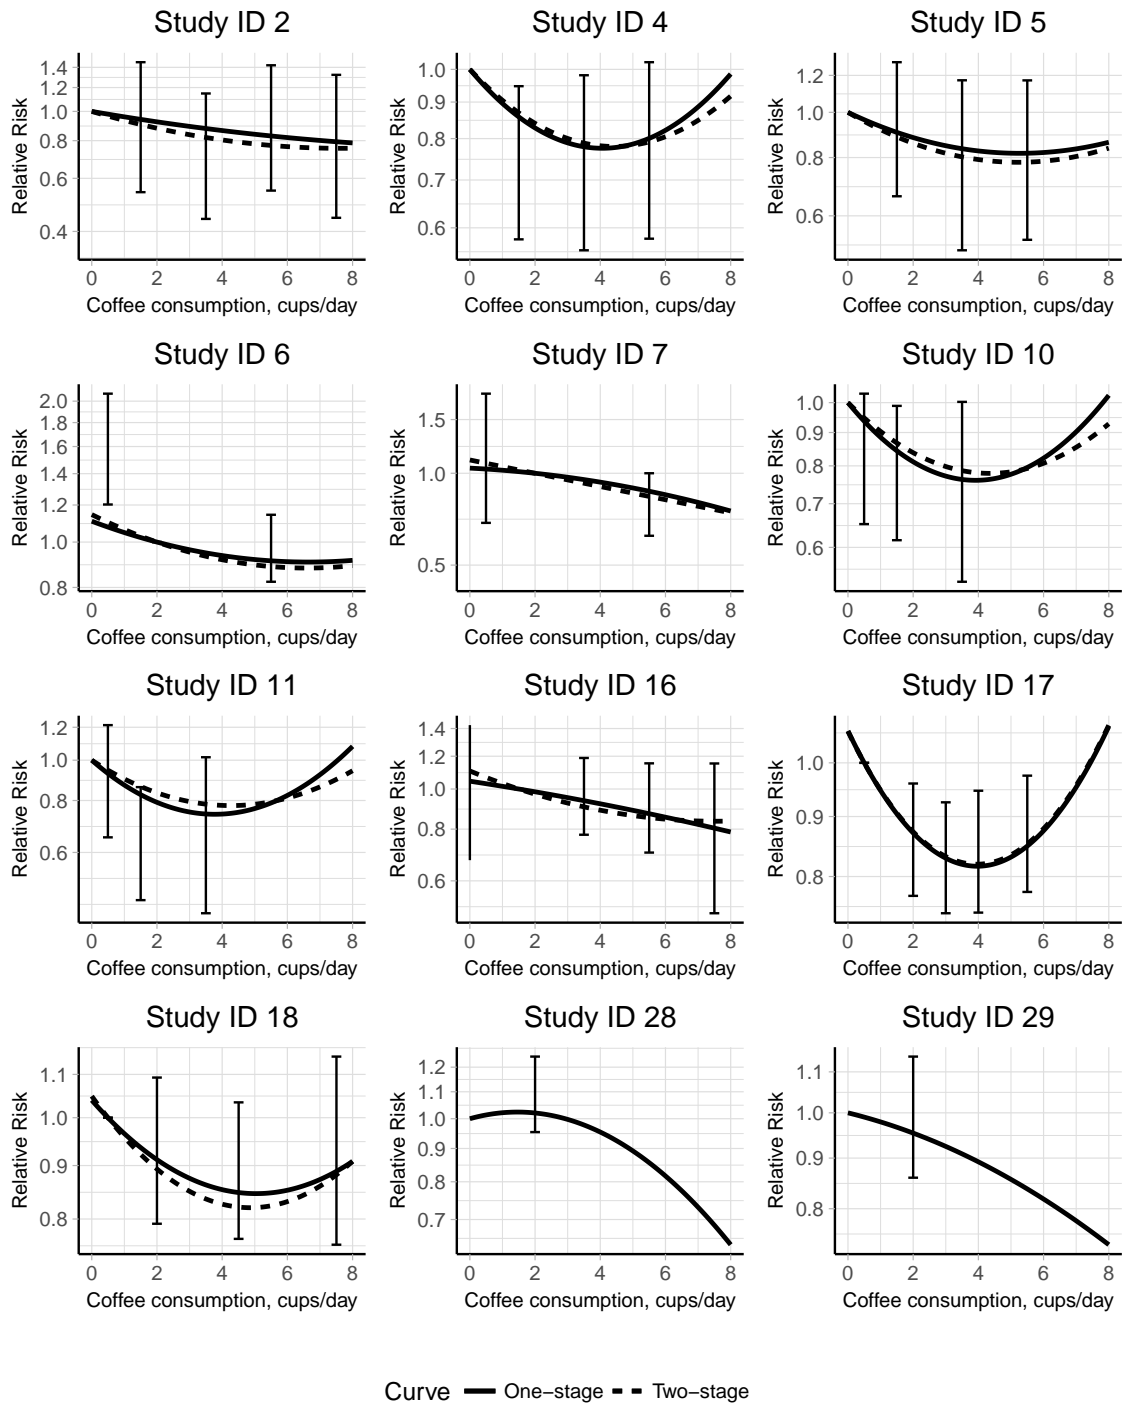 Study ID 2
Study ID 4
Study ID 5
Relative Risk
1.4
1.2
1.0
0.8
0.6
0.4
0 2 4 6 8
Coffee consumption, cups/day
Relative Risk
1.0
0.9
0.8
0.7
0.6
0 2 4 6 8
Coffee consumption, cups/day
Relative Risk
1.2
1.0
0.8
0.6
0 2 4 6 8
Coffee consumption, cups/day
Study ID 6
Study ID 7
Study ID 10
Relative Risk
2.0
1.8
1.6
1.4
1.2
1.0
0.8
0 2 4 6 8
Coffee consumption, cups/day
Relative Risk
1.5
1.0
0.5
0 2 4 6 8
Coffee consumption, cups/day
Relative Risk
1.0
0.9
0.8
0.7
0.6
0 2 4 6 8
Coffee consumption, cups/day
Study ID 11
Study ID 16
Study ID 17
Relative Risk
1.2
1.0
0.8
0.6
0 2 4 6 8
Coffee consumption, cups/day
Relative Risk
1.4
1.2
1.0
0.8
0.6
0 2 4 6 8
Coffee consumption, cups/day
Relative Risk
1.0
0.9
0.8
0 2 4 6 8
Coffee consumption, cups/day
Study ID 18
Study ID 28
Study ID 29
Relative Risk
1.1
1.0
0.9
0.8
0 2 4 6 8
Coffee consumption, cups/day
Relative Risk
1.2
1.1
1.0
0.9
0.8
0.7
0 2 4 6 8
Coffee consumption, cups/day
Relative Risk
1.1
1.0
0.9
0.8
0 2 4 6 8
Coffee consumption, cups/day
Curve One−stage Two−stage